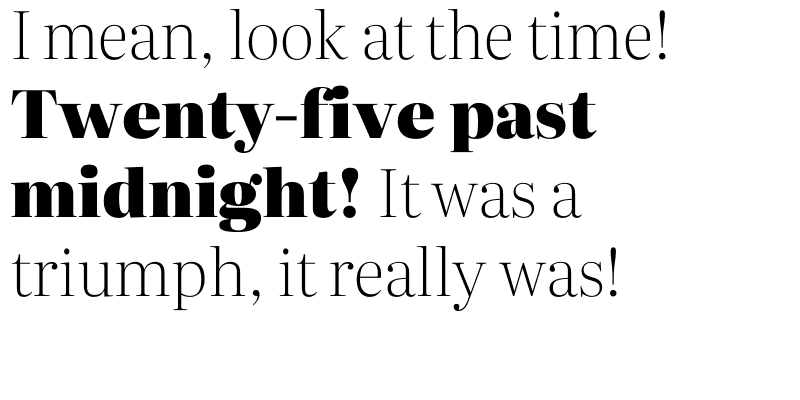 I mean, look at the time!
Twenty-five past
midnight! It was a
triumph, it really was!